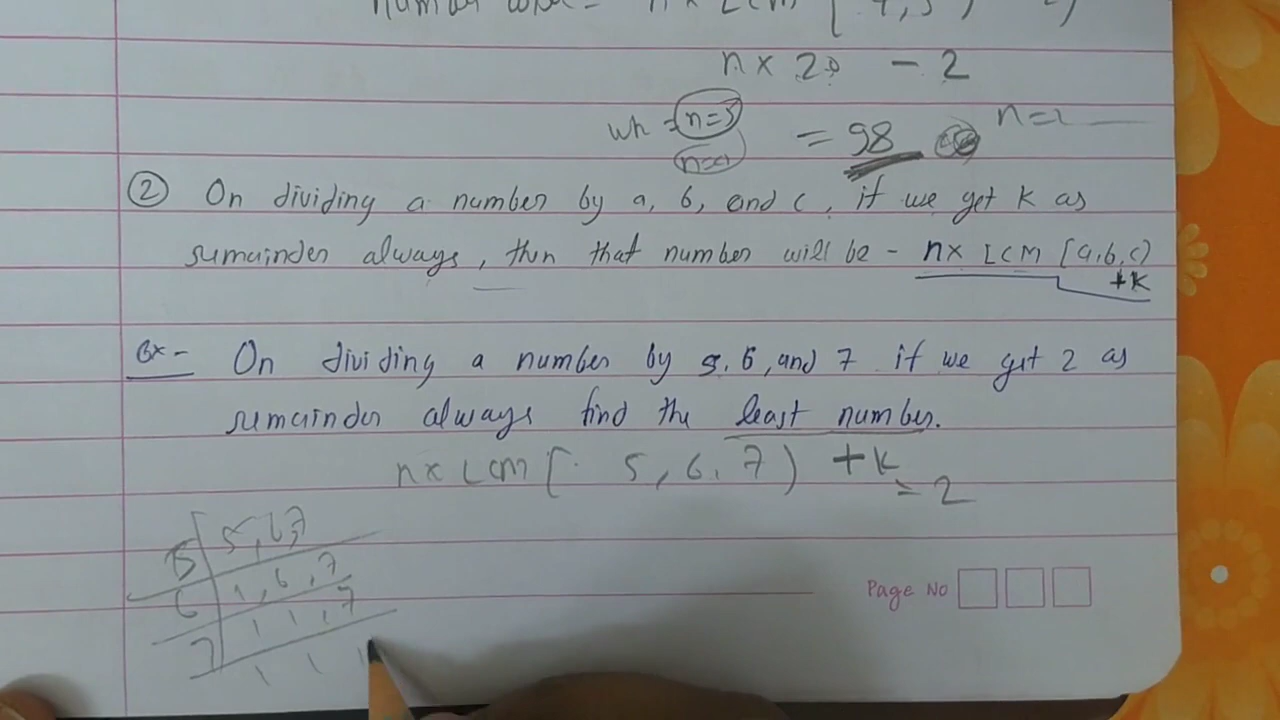 n × 20 - 2
wh - n=5 = 98 n=1
② On dividing a number by a, b, and c, if we get K as
remainder always, then that number will be - n× LCM [a,b,c)
+k
Ex - On dividing a number by 5, 6, and 7 if we get 2 as
remainder always find the least number.
n× LCM [ 5, 6, 7 ) + k
= 2
5 | 5, 6, 7
6 | 1, 6, 7
7 | 1 1, 7
1 1 1
Page No